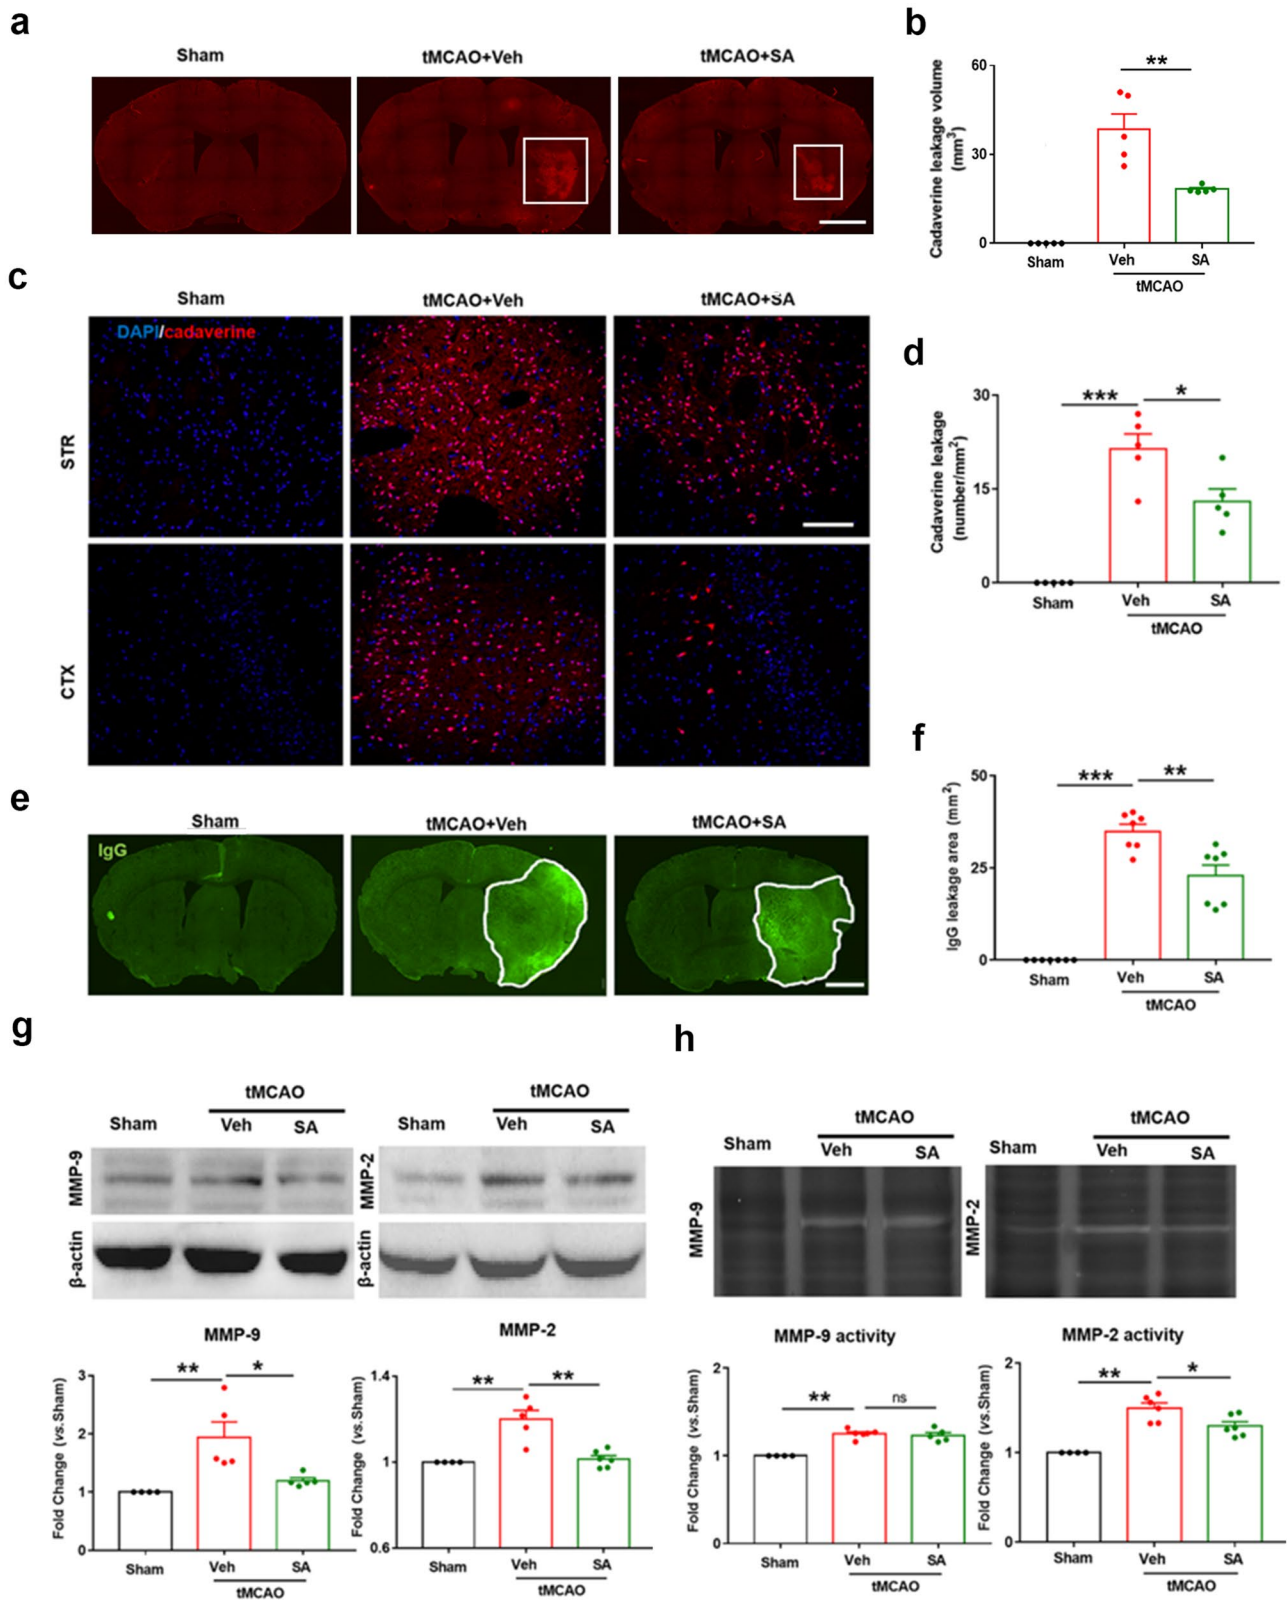 a
Sham
tMCAO+Veh
tMCAO+SA
b
Cadaverine leakage volume
(mm3)
60
30
0
**
Sham
Veh
SA
tMCAO
c
Sham
tMCAO+Veh
tMCAO+SA
DAPI/cadaverine
STR
CTX
d
Cadaverine leakage
(number/mm2)
30
15
0
***
*
Sham
Veh
SA
tMCAO
e
Sham
tMCAO+Veh
tMCAO+SA
IgG
f
IgG leakage area (mm2)
50
25
0
***
**
Sham
Veh
SA
tMCAO
g
tMCAO
Sham
Veh
SA
MMP-9
β-actin
tMCAO
Sham
Veh
SA
MMP-2
β-actin
MMP-9
Fold Change (vs.Sham)
3
2
1
0
**
*
Sham
Veh
SA
tMCAO
MMP-2
Fold Change (vs.Sham)
1.4
1
0.6
**
**
Sham
Veh
SA
tMCAO
h
tMCAO
Sham
Veh
SA
MMP-9
tMCAO
Sham
Veh
SA
MMP-2
MMP-9 activity
Fold Change (vs.Sham)
2
1
0
**
ns
Sham
Veh
SA
tMCAO
MMP-2 activity
Fold Change (vs.Sham)
2
1
0
**
*
Sham
Veh
SA
tMCAO